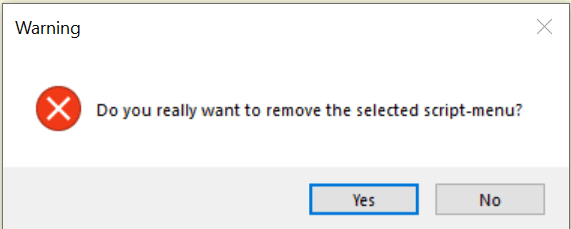 Warning
Do you really want to remove the selected script-menu?
Yes
No